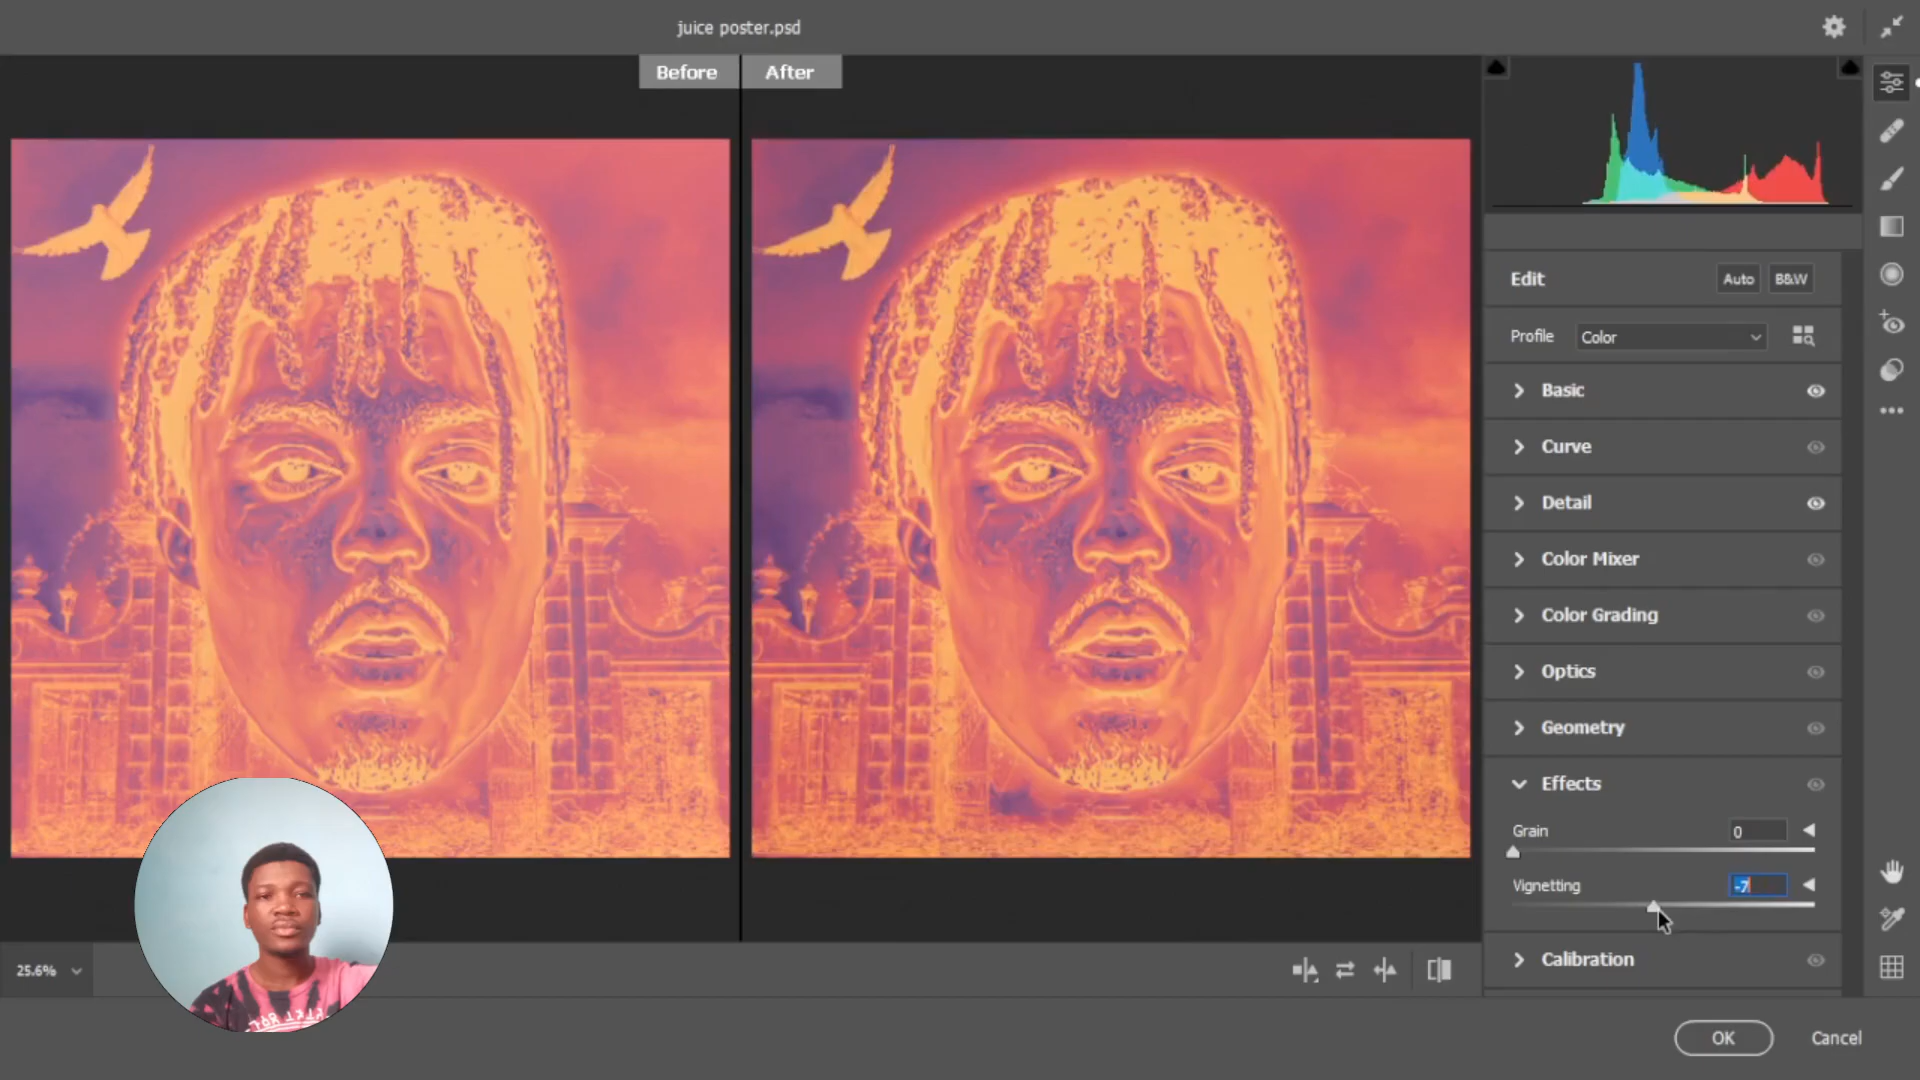 juice poster.psd
Before
After
Edit
Auto
B&W
Profile
Color
Basic
Curve
Detail
Color Mixer
Color Grading
Optics
Geometry
Effects
Grain
0
Vignetting
-7
Calibration
25.6%
OK
Cancel